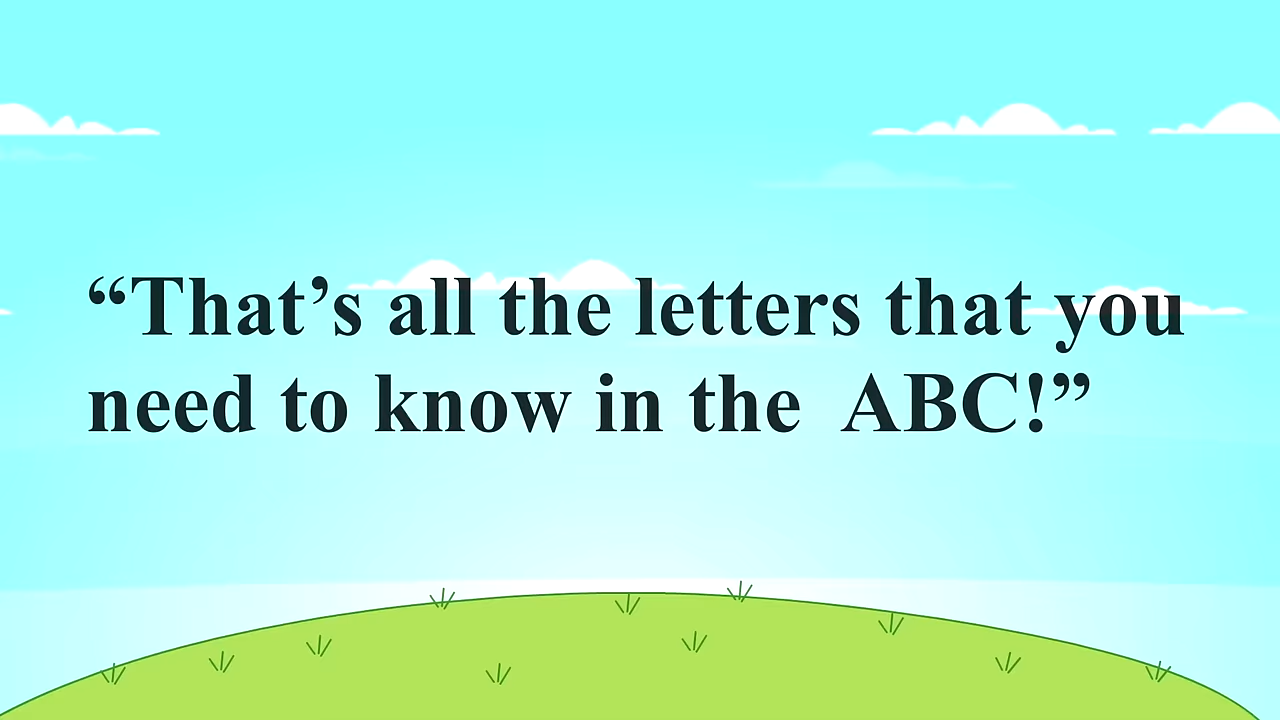 “That’s all the letters that you
need to know in the  ABC!”